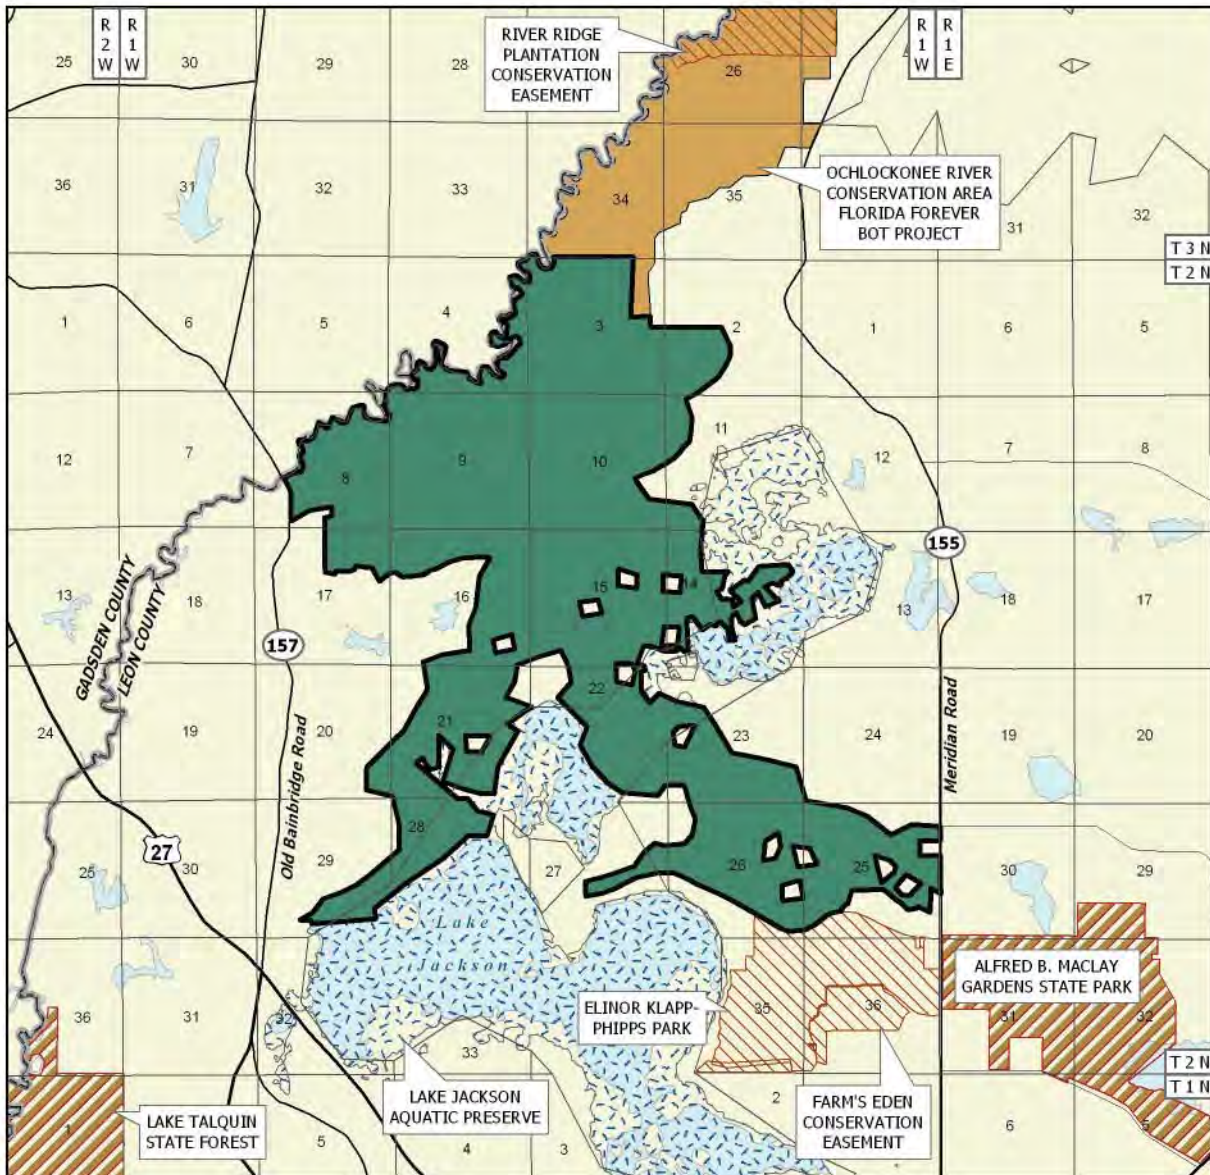 R R
2 1
W W
RIVER RIDGE
PLANTATION
CONSERVATION
EASEMENT
R R
1 1
W E
25 30 29 28 26
OCHLOCKONEE RIVER
CONSERVATION AREA
FLORIDA FOREVER
BOT PROJECT
36 31 32 33 34 35 31 32
T 3 N
T 2 N
1 6 5 4 3 2 1 6 5
12 7 8 9 10 11 12 7 8
155
13 18 17 16 15 14 13 18 17
GADSDEN COUNTY
LEON COUNTY
157
24 19 20 21 22 23 24 19 20
Old Bainbridge Road
Meridian Road
27
25 30 29 28 27 26 25 30 29
Lake
Jackson
ALFRED B. MACLAY
GARDENS STATE PARK
ELINOR KLAPP-
PHIPPS PARK
36 31 32 33 35 36 31 32
T 2 N
T 1 N
LAKE JACKSON
AQUATIC PRESERVE
FARM'S EDEN
CONSERVATION
EASEMENT
LAKE TALQUIN
STATE FOREST
1 5 4 3 2 6 5